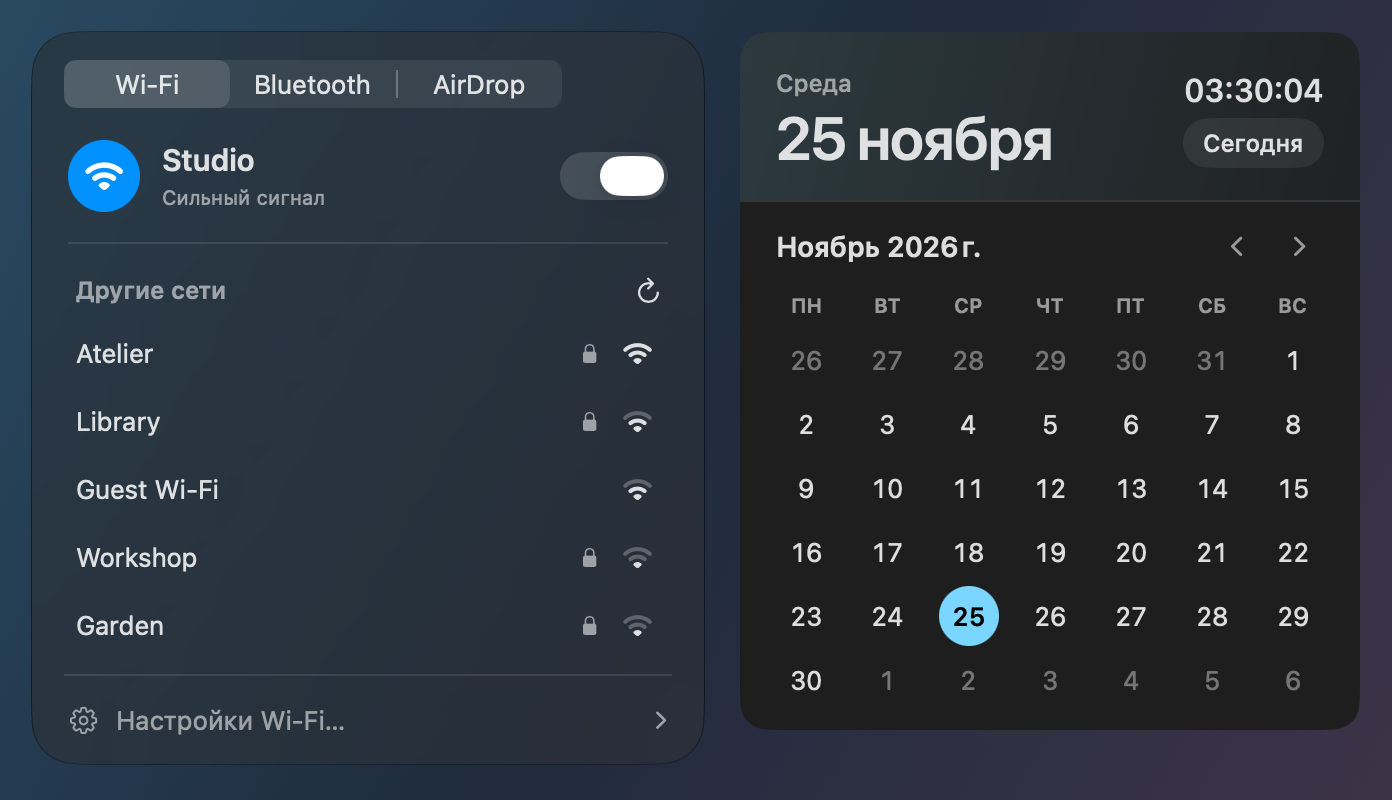 Wi-Fi Bluetooth AirDrop
Studio
Сильный сигнал
Другие сети
Atelier
Library
Guest Wi-Fi
Workshop
Garden
Настройки Wi-Fi...
Среда
25 ноября
03:30:04
Сегодня
Ноябрь 2026 г.
ПН ВТ СР ЧТ ПТ СБ ВС
26 27 28 29 30 31 1
2 3 4 5 6 7 8
9 10 11 12 13 14 15
16 17 18 19 20 21 22
23 24 25 26 27 28 29
30 1 2 3 4 5 6